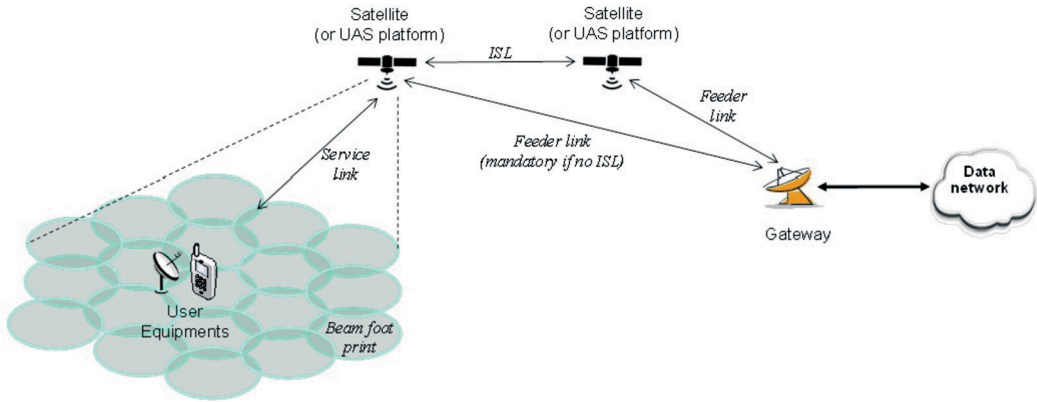 Satellite
(or UAS platform)
Satellite
(or UAS platform)
ISL
Feeder
link
Feeder link
(mandatory if no ISL)
Service
link
Data
network
Gateway
User
Equipments
Beam foot
print